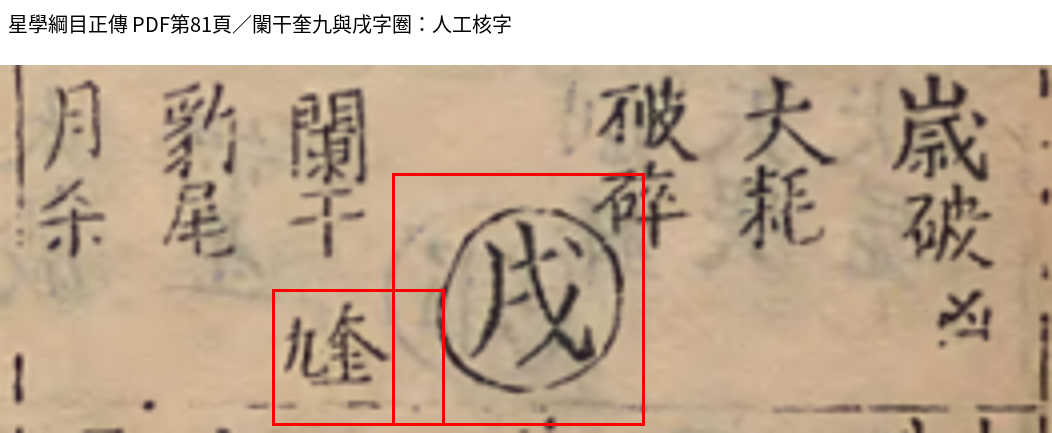 星學綱目正傳 PDF第81頁／闌干奎九與戌字圈：人工核字
歳破 凶
大耗
破碎
戌
闌干 奎九
豹尾
月杀